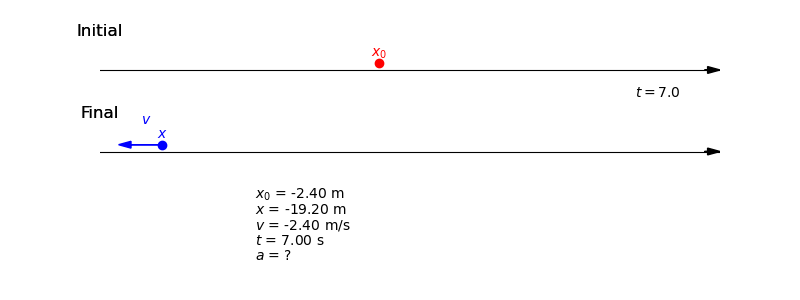 Initial
x₀
t = 7.0
Final
v
x
x₀ = -2.40 m
x = -19.20 m
v = -2.40 m/s
t = 7.00 s
a = ?